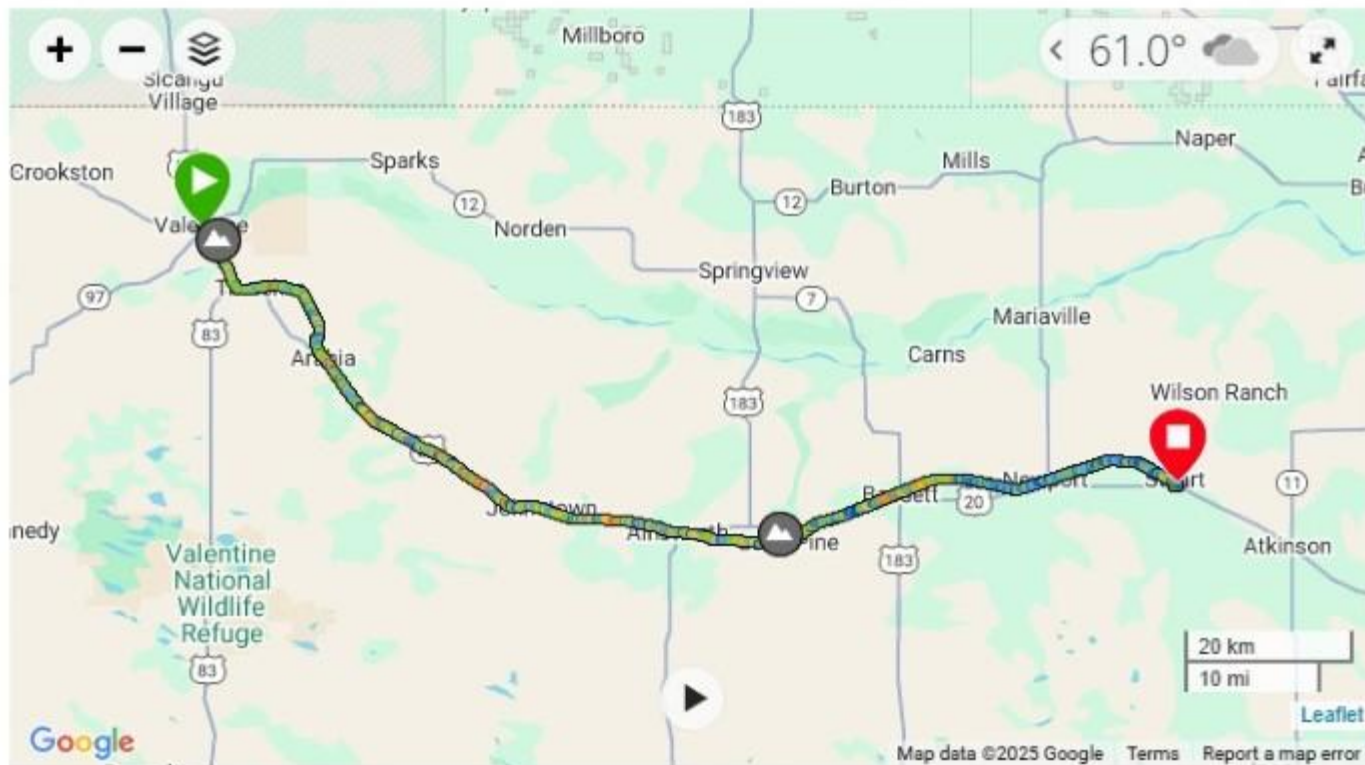 Millboro
+
−
61.0°
Sicangu
Village
183
Naper
Crookston
Sparks
Mills
12
Burton
12
Norden
Springview
97
7
83
Mariaville
Carns
183
Wilson Ranch
20
11
Atkinson
183
Valentine
National
Wildlife
Refuge
83
20 km
10 mi
Leaflet
Google
Map data ©2025 Google
Terms
Report a map error